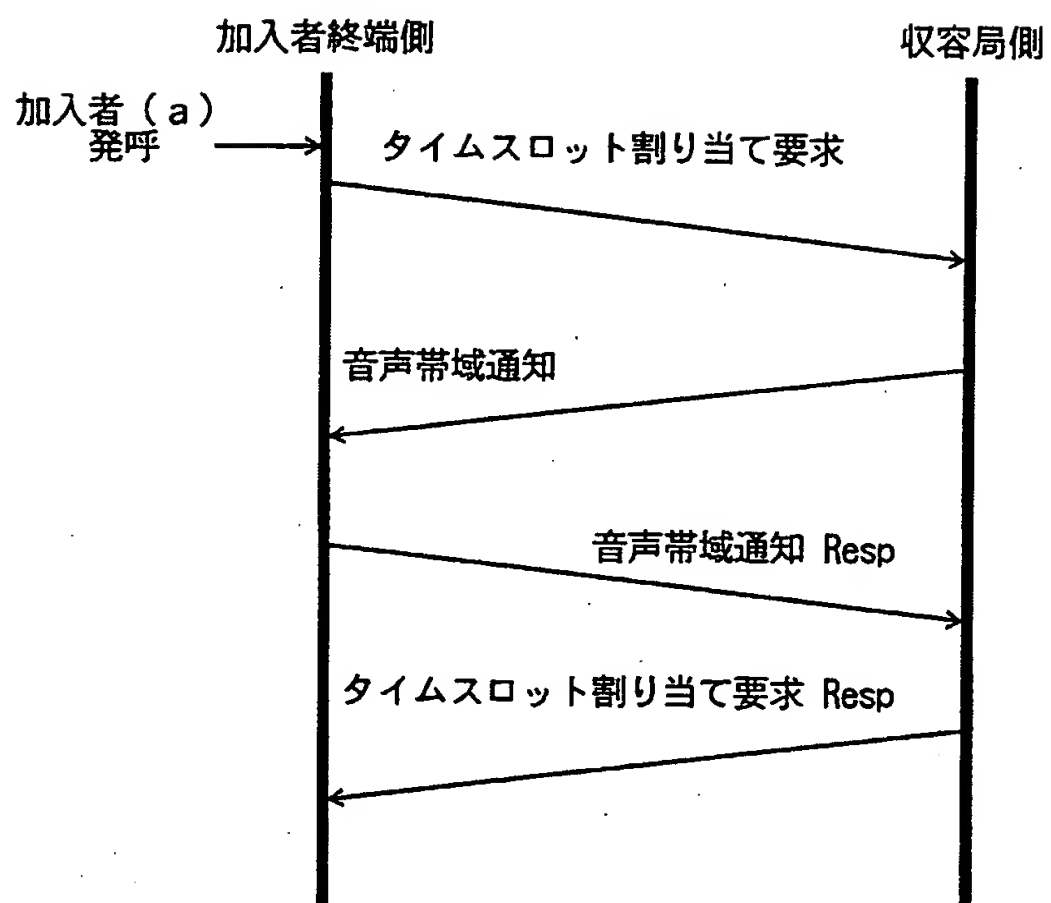 加入者終端側
収容局側
加入者(a)
発呼
タイムスロット割り当て要求
音声帯域通知
音声帯域通知 Resp
タイムスロット割り当て要求 Resp